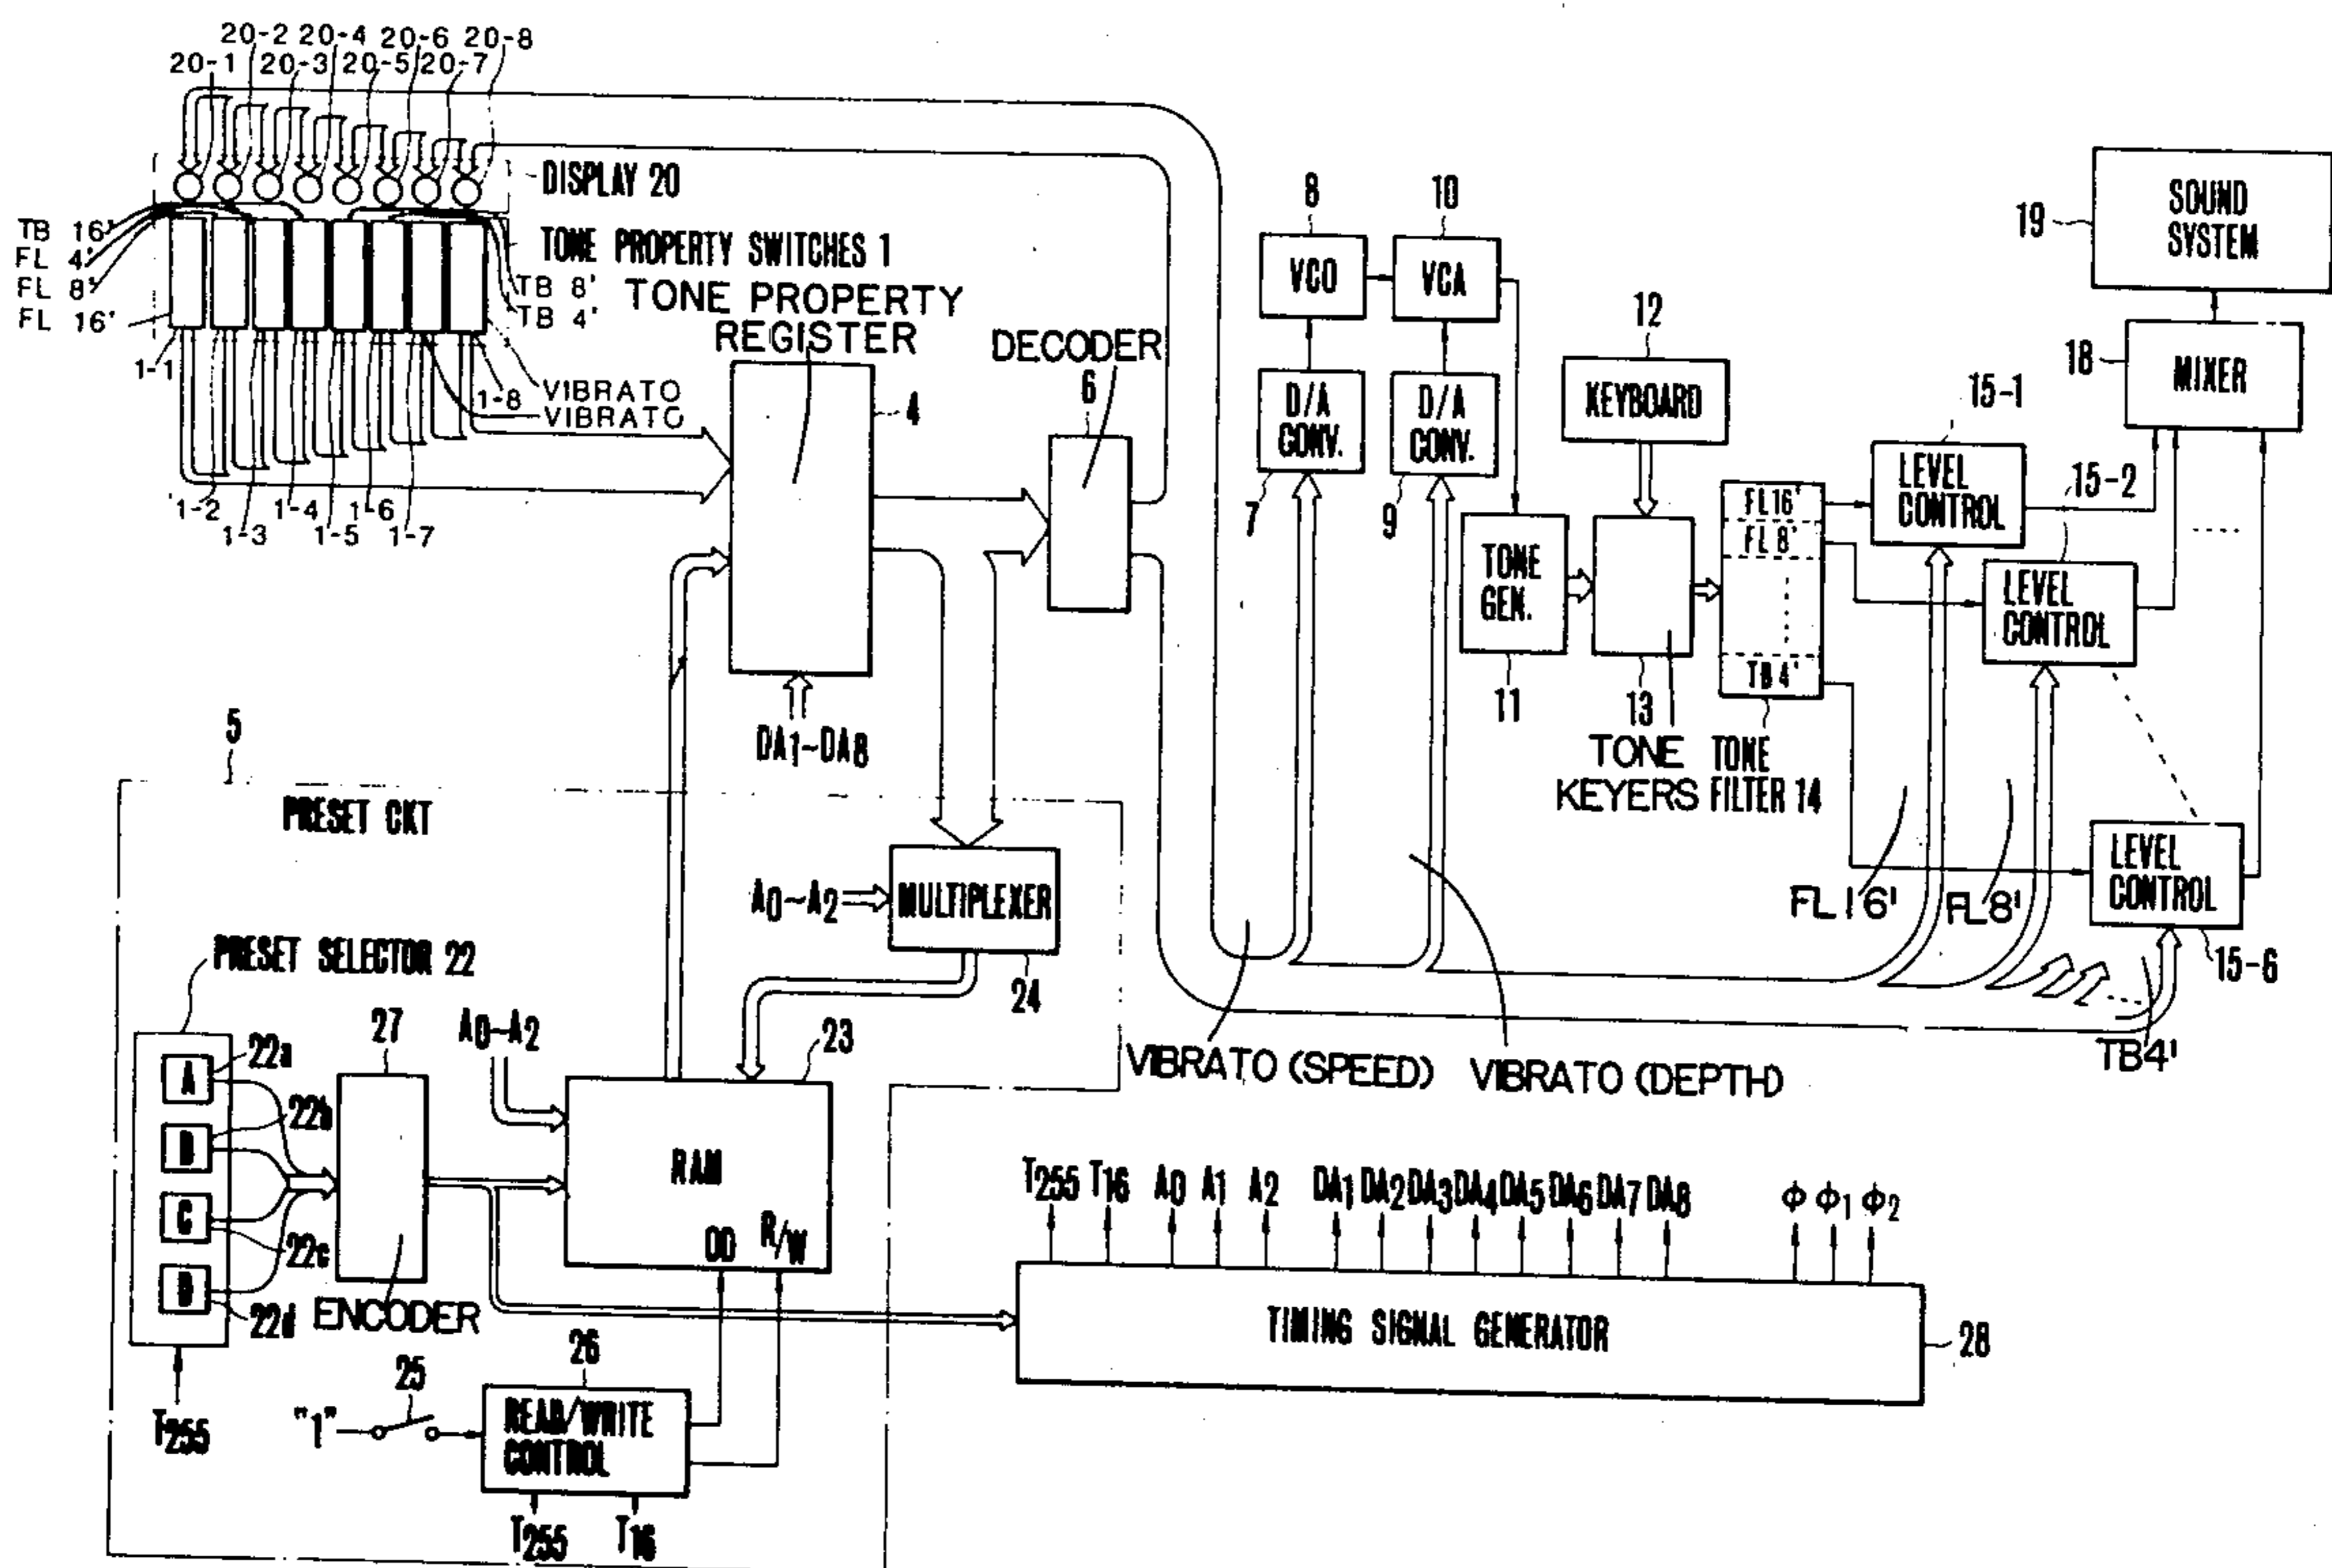 20-2 20-4 20-6 20-8
20-1 20-3 20-5 20-7
DISPLAY 20
TB 16'
FL 4'
FL 8'
FL 16'
TONE PROPERTY SWITCHES 1
TB 8'
TB 4'
1-1
1-8
VIBRATO
VIBRATO
1-2
1-3
1-4
1-5
1-6
1-7
TONE PROPERTY
REGISTER
4
DA1~DA8
DECODER
6
8
VCO
10
VCA
D/A
CONV.
7
D/A
CONV.
9
12
KEYBOARD
TONE
GEN.
11
13
TONE
KEYERS
FL16'
FL8'
TB4'
TONE
FILTER 14
15-1
LEVEL
CONTROL
15-2
LEVEL
CONTROL
LEVEL
CONTROL
15-6
18
MIXER
19
SOUND
SYSTEM
FL16'
FL8'
TB4'
VIBRATO (SPEED)
VIBRATO (DEPTH)
5
PRESET CKT
A0~A2
MULTIPLEXER
24
PRESET SELECTOR 22
A
22a
B
22b
C
22c
D
22d
T255
27
ENCODER
A0~A2
23
RAM
OD
R/W
"1"
25
26
READ/WRITE
CONTROL
T255
T16
T255 T16 A0 A1 A2 DA1 DA2 DA3 DA4 DA5 DA6 DA7 DA8 ϕ ϕ1 ϕ2
TIMING SIGNAL GENERATOR
28